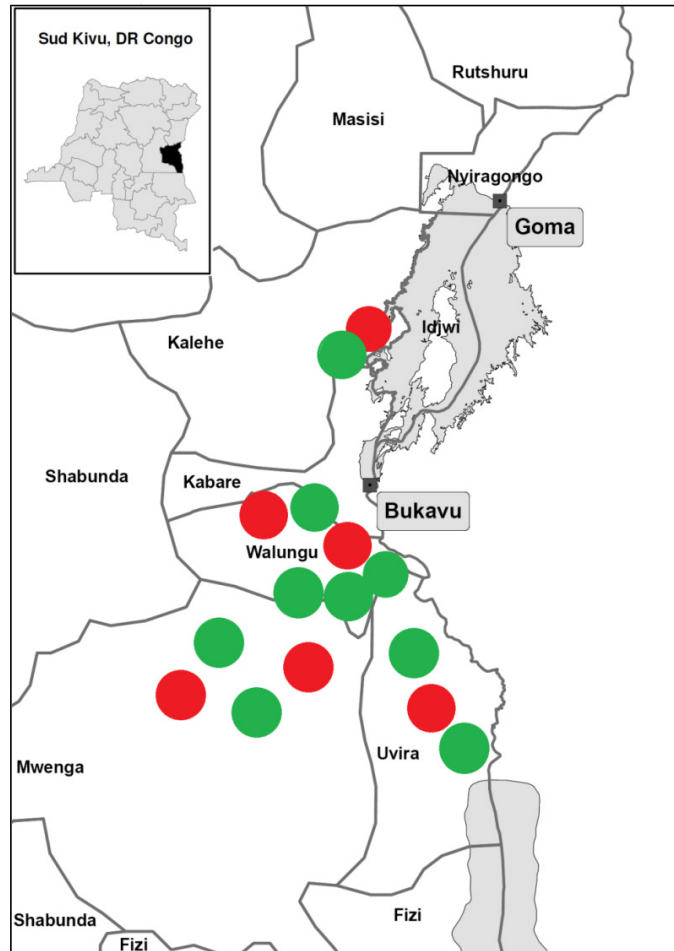 Sud Kivu, DR Congo
Rutshuru
Masisi
Nyiragongo
Goma
Idjwi
Kalehe
Shabunda
Kabare
Bukavu
Walungu
Mwenga
Uvira
Shabunda
Fizi
Fizi